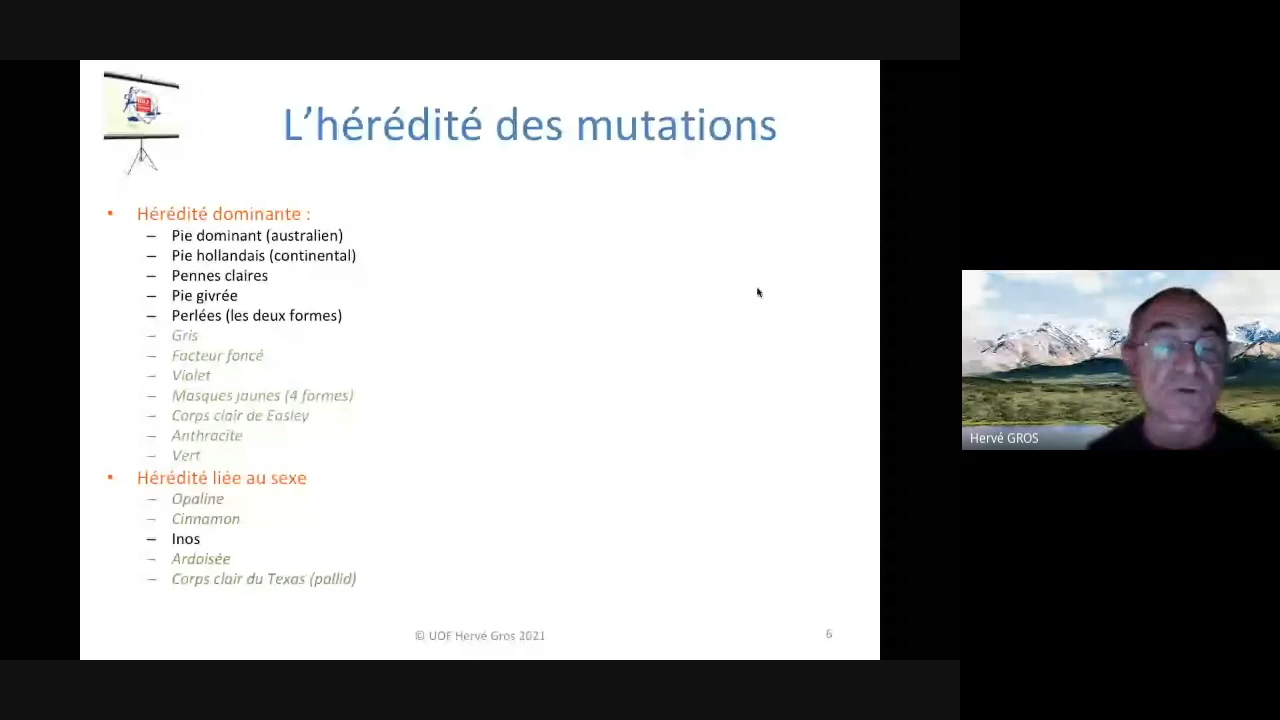 L'hérédité des mutations
• Hérédité dominante :
– Pie dominant (australien)
– Pie hollandais (continental)
– Pennes claires
– Pie givrée
– Perlées (les deux formes)
– Gris
– Facteur foncé
– Violet
– Masques jaunes (4 formes)
– Corps clair de Easley
– Anthracite
– Vert
• Hérédité liée au sexe
– Opaline
– Cinnamon
– Inos
– Ardoisée
– Corps clair du Texas (pallid)
© UOF Hervé Gros 2021
6
Hervé GROS